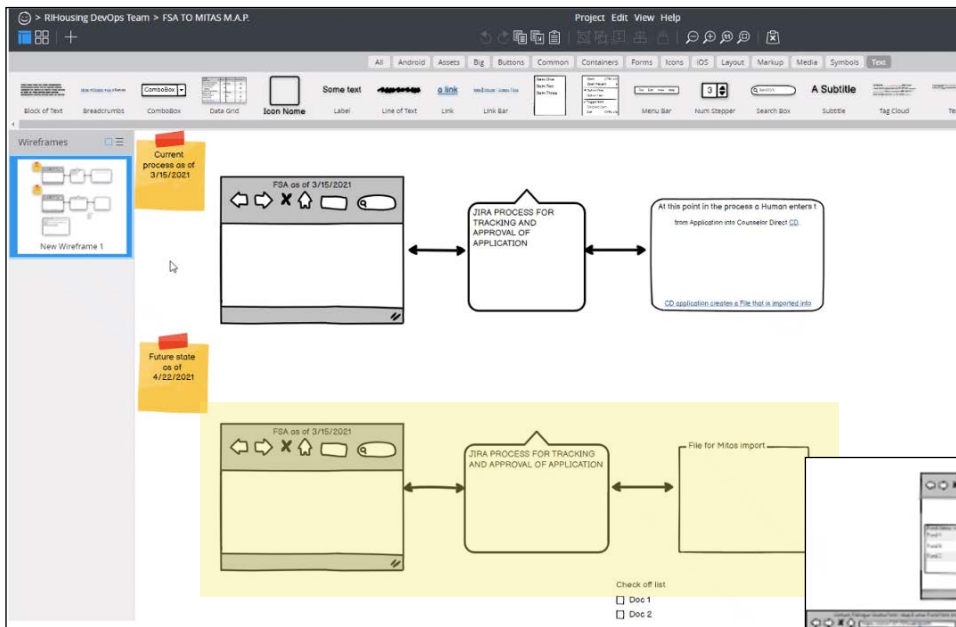 > RIHousing DevOps Team > FSA TO MITAS M.A.P.
Project Edit View Help
All Android Assets Big Buttons Common Containers Forms Icons iOS Layout Markup Media Symbols Text
ComboBox
Some text
a link
3
A Subtitle
Block of Text Breadcrumbs ComboBox Data Grid Icon Name Label Line of Text Link Link Bar Menu Bar Num Stepper Search Box Subtitle Tag Cloud
Wireframes
New Wireframe 1
Current
process as of
3/15/2021
FSA as of 3/15/2021
JIRA PROCESS FOR
TRACKING AND
APPROVAL OF
APPLICATION
At this point in the process a Human enters t
from Application into Counselor Direct CD.
CD application creates a File that is imported into
Future state
as of
4/22/2021
FSA as of 3/15/2021
JIRA PROCESS FOR TRACKING
AND APPROVAL OF APPLICATION
File for Mitas import
Check off list
Doc 1
Doc 2